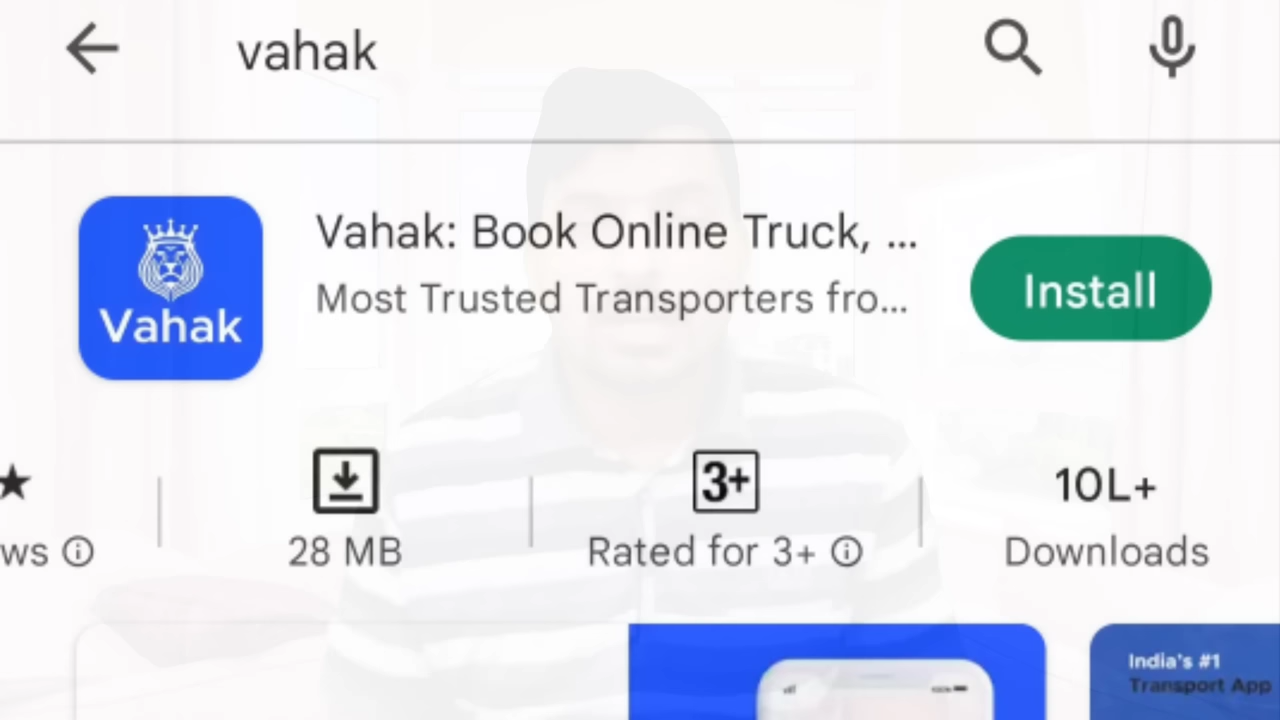 vahak
Vahak: Book Online Truck, ...
Most Trusted Transporters fro...
Vahak
Install
3+
10L+
ws
28 MB
Rated for 3+
Downloads
India's #1
Transport App